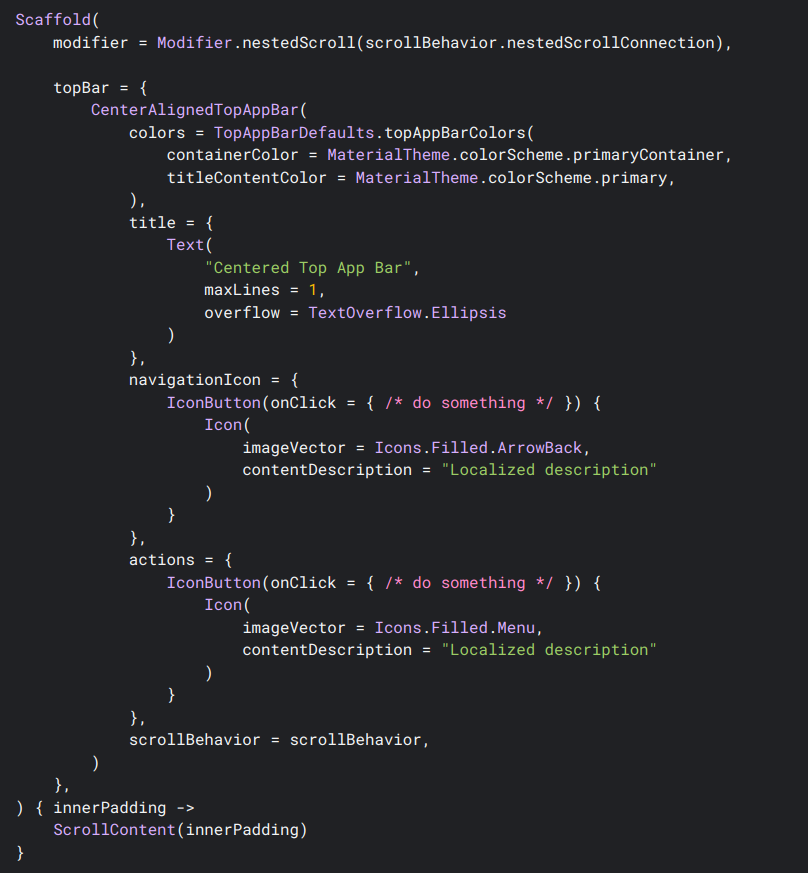 Scaffold(
    modifier = Modifier.nestedScroll(scrollBehavior.nestedScrollConnection),

    topBar = {
        CenterAlignedTopAppBar(
            colors = TopAppBarDefaults.topAppBarColors(
                containerColor = MaterialTheme.colorScheme.primaryContainer,
                titleContentColor = MaterialTheme.colorScheme.primary,
            ),
            title = {
                Text(
                    "Centered Top App Bar",
                    maxLines = 1,
                    overflow = TextOverflow.Ellipsis
                )
            },
            navigationIcon = {
                IconButton(onClick = { /* do something */ }) {
                    Icon(
                        imageVector = Icons.Filled.ArrowBack,
                        contentDescription = "Localized description"
                    )
                }
            },
            actions = {
                IconButton(onClick = { /* do something */ }) {
                    Icon(
                        imageVector = Icons.Filled.Menu,
                        contentDescription = "Localized description"
                    )
                }
            },
            scrollBehavior = scrollBehavior,
        )
    },
) { innerPadding ->
    ScrollContent(innerPadding)
}